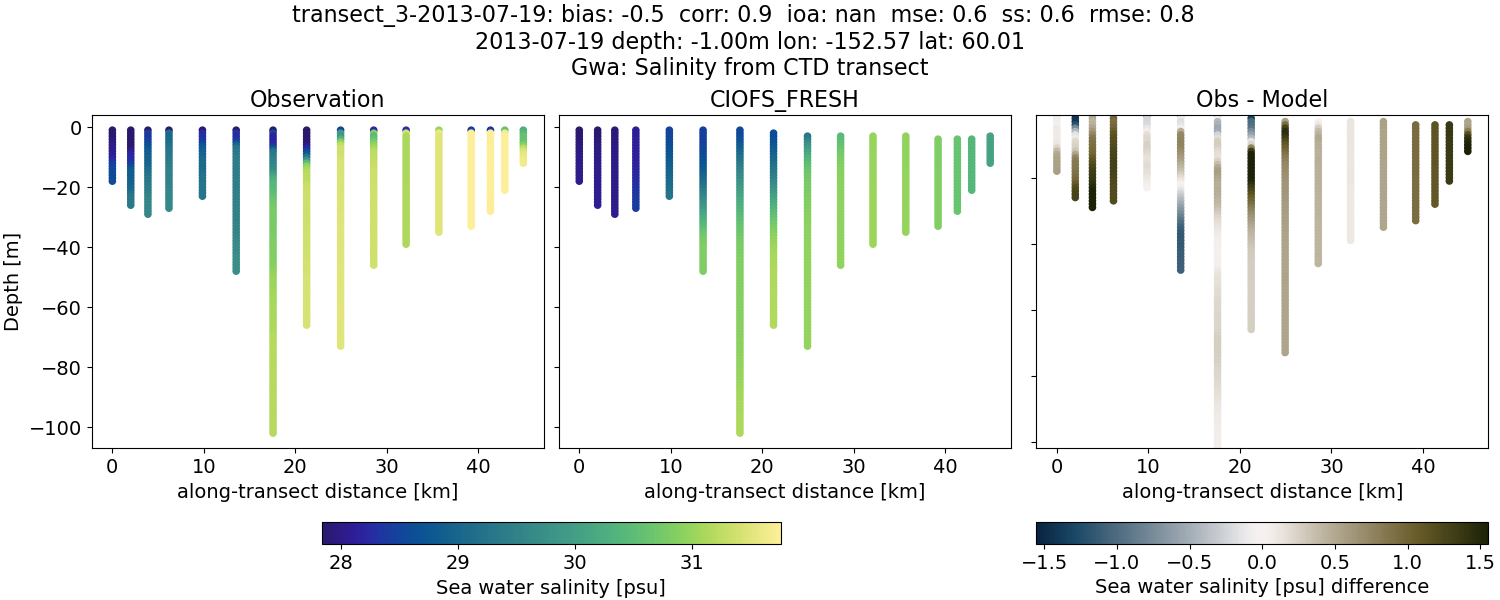 transect_3-2013-07-19: bias: -0.5  corr: 0.9  ioa: nan  mse: 0.6  ss: 0.6  rmse: 0.8
2013-07-19 depth: -1.00m lon: -152.57 lat: 60.01
Gwa: Salinity from CTD transect
Observation
CIOFS_FRESH
Obs - Model
Depth [m]
0
−20
−40
−60
−80
−100
0 10 20 30 40
0 10 20 30 40
0 10 20 30 40
along-transect distance [km]
along-transect distance [km]
along-transect distance [km]
28 29 30 31
Sea water salinity [psu]
−1.5 −1.0 −0.5 0.0 0.5 1.0 1.5
Sea water salinity [psu] difference